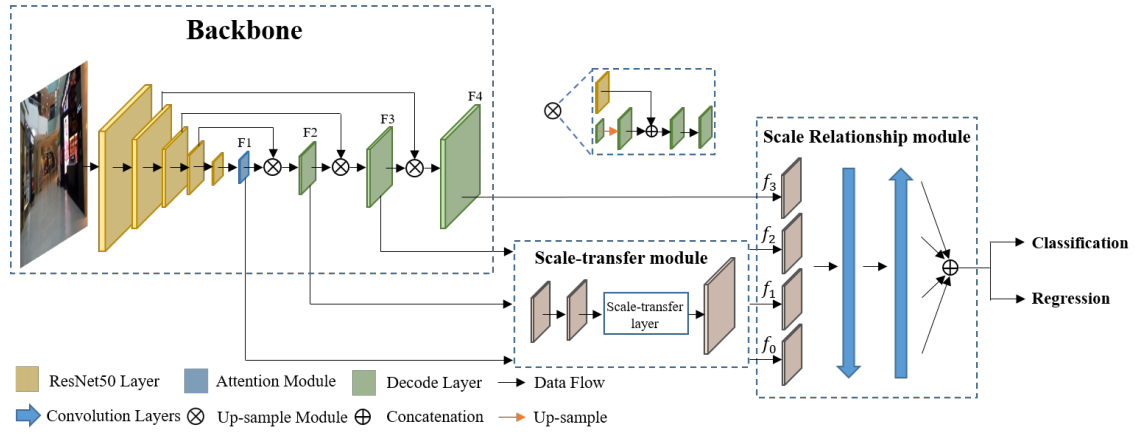 Backbone
F1
F2
F3
F4
Scale Relationship module
f3
f2
f1
f0
Scale-transfer module
Scale-transfer
layer
Classification
Regression
ResNet50 Layer
Attention Module
Decode Layer
Data Flow
Convolution Layers
Up-sample Module
Concatenation
Up-sample